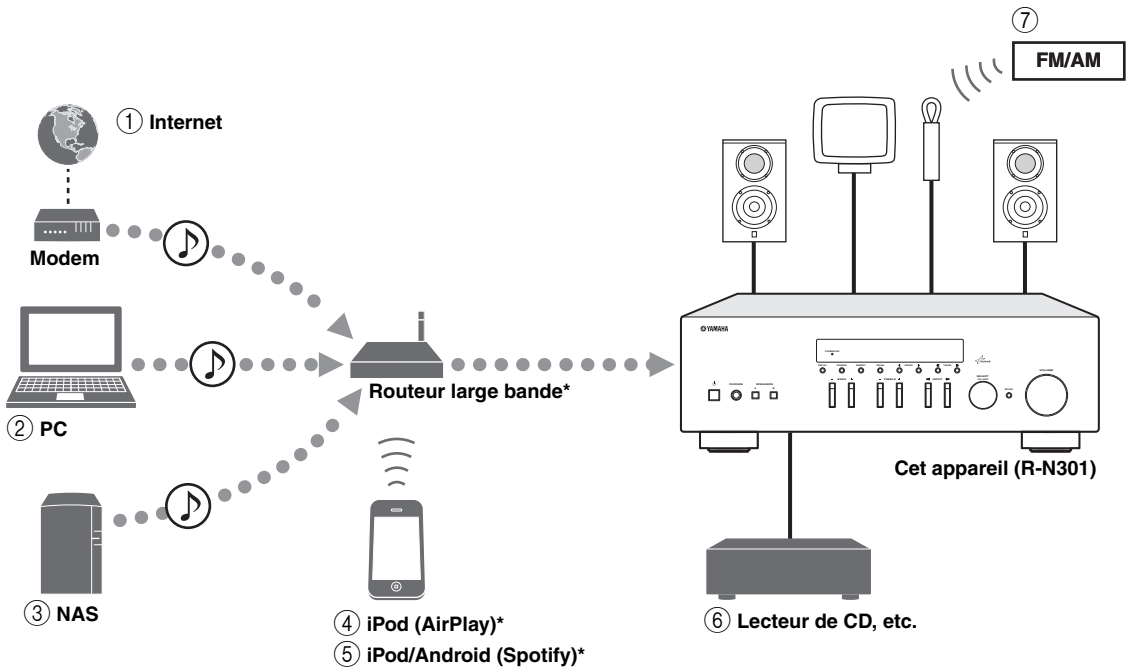 ① Internet
Modem
② PC
③ NAS
Routeur large bande*
④ iPod (AirPlay)*
⑤ iPod/Android (Spotify)*
⑦
FM/AM
YAMAHA
VOLUME
Cet appareil (R-N301)
⑥ Lecteur de CD, etc.